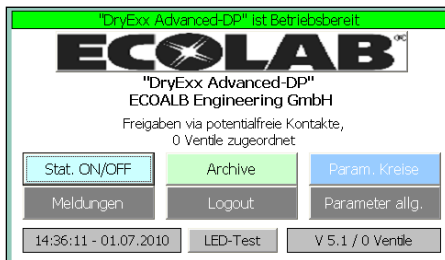 "DryExx Advanced-DP" ist Betriebsbereit
ECOLAB
"DryExx Advanced-DP"
ECOALB Engineering GmbH
Freigaben via potentialfreie Kontakte,
0 Ventile zugeordnet
Stat. ON/OFF Archive Param. Kreise
Meldungen Logout Parameter allg.
14:36:11 - 01.07.2010 LED-Test V 5.1 / 0 Ventile